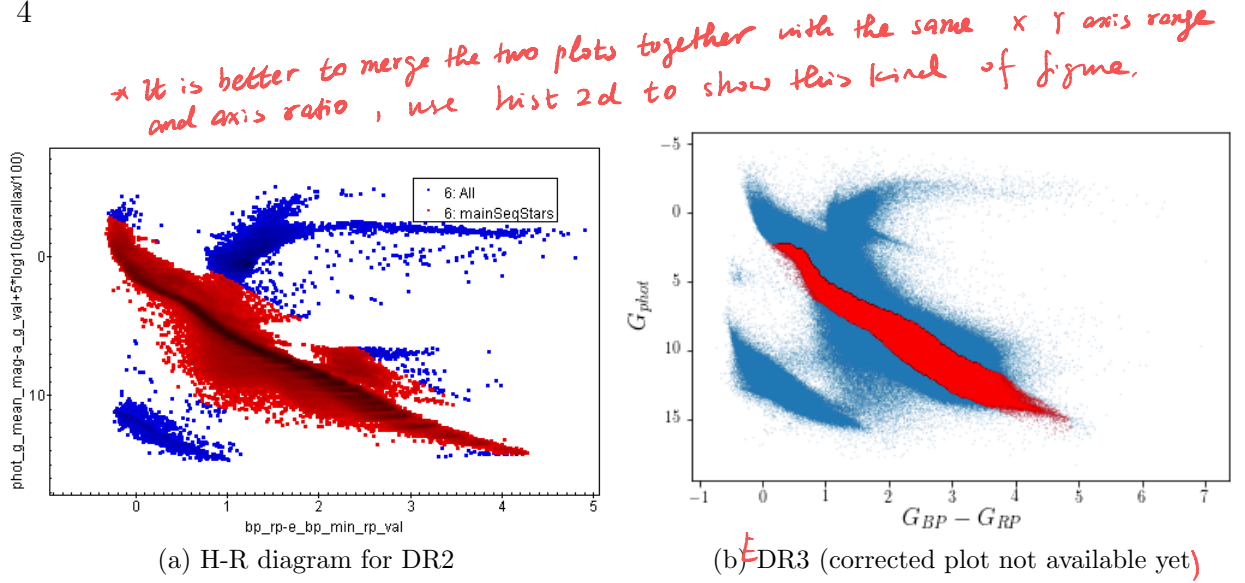 4
* It is better to merge the two plots together with the same X Y axis range
and axis ratio, use hist 2d to show this kind of figure.
6: All
6: mainSeqStars
phot_g_mean_mag-a_g_val+5*log10(parallax/100)
0
10
0 1 2 3 4 5
bp_rp-e_bp_min_rp_val
(a) H-R diagram for DR2
−5
0
5
10
15
G_phot
−1 0 1 2 3 4 5 6 7
G_BP − G_RP
(b) EDR3 (corrected plot not available yet)